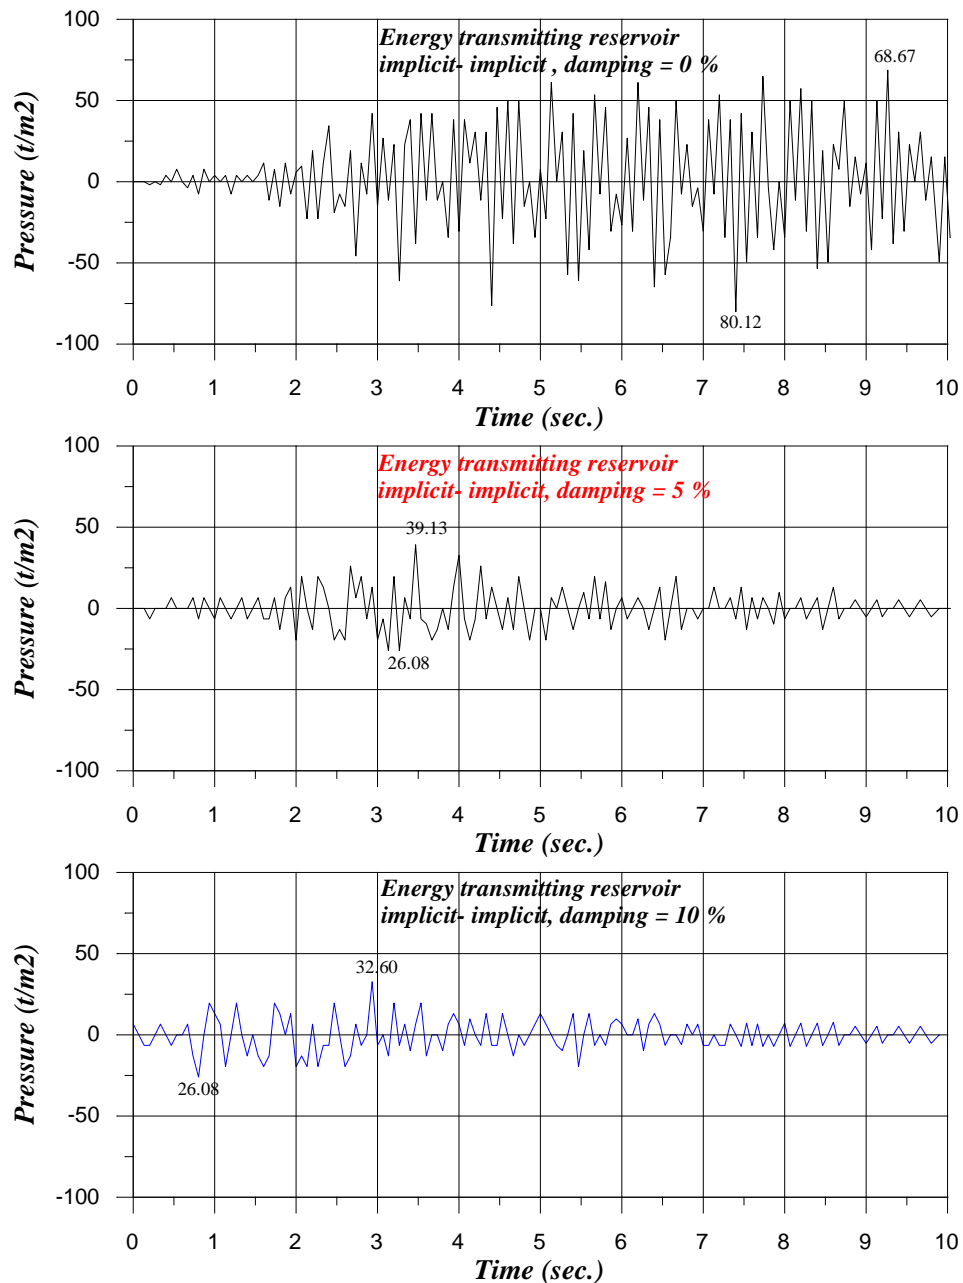 100
Energy transmitting reservoir
implicit- implicit , damping = 0 %
68.67
50
0
-50
80.12
-100
Pressure (t/m2)
0 1 2 3 4 5 6 7 8 9 10
Time (sec.)
100
Energy transmitting reservoir
implicit- implicit, damping = 5 %
50
39.13
0
26.08
-50
-100
Pressure (t/m2)
0 1 2 3 4 5 6 7 8 9 10
Time (sec.)
100
Energy transmitting reservoir
implicit- implicit, damping = 10 %
50
32.60
0
26.08
-50
-100
Pressure (t/m2)
0 1 2 3 4 5 6 7 8 9 10
Time (sec.)